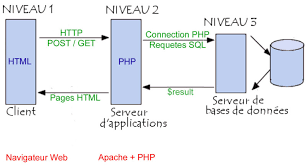 NIVEAU 1
NIVEAU 2
NIVEAU 3
HTTP
POST / GET
Connection PHP
Requetes SQL
HTML
PHP
Pages HTML
$result
Client
Serveur
d'applications
Serveur de
bases de données
Navigateur Web
Apache + PHP